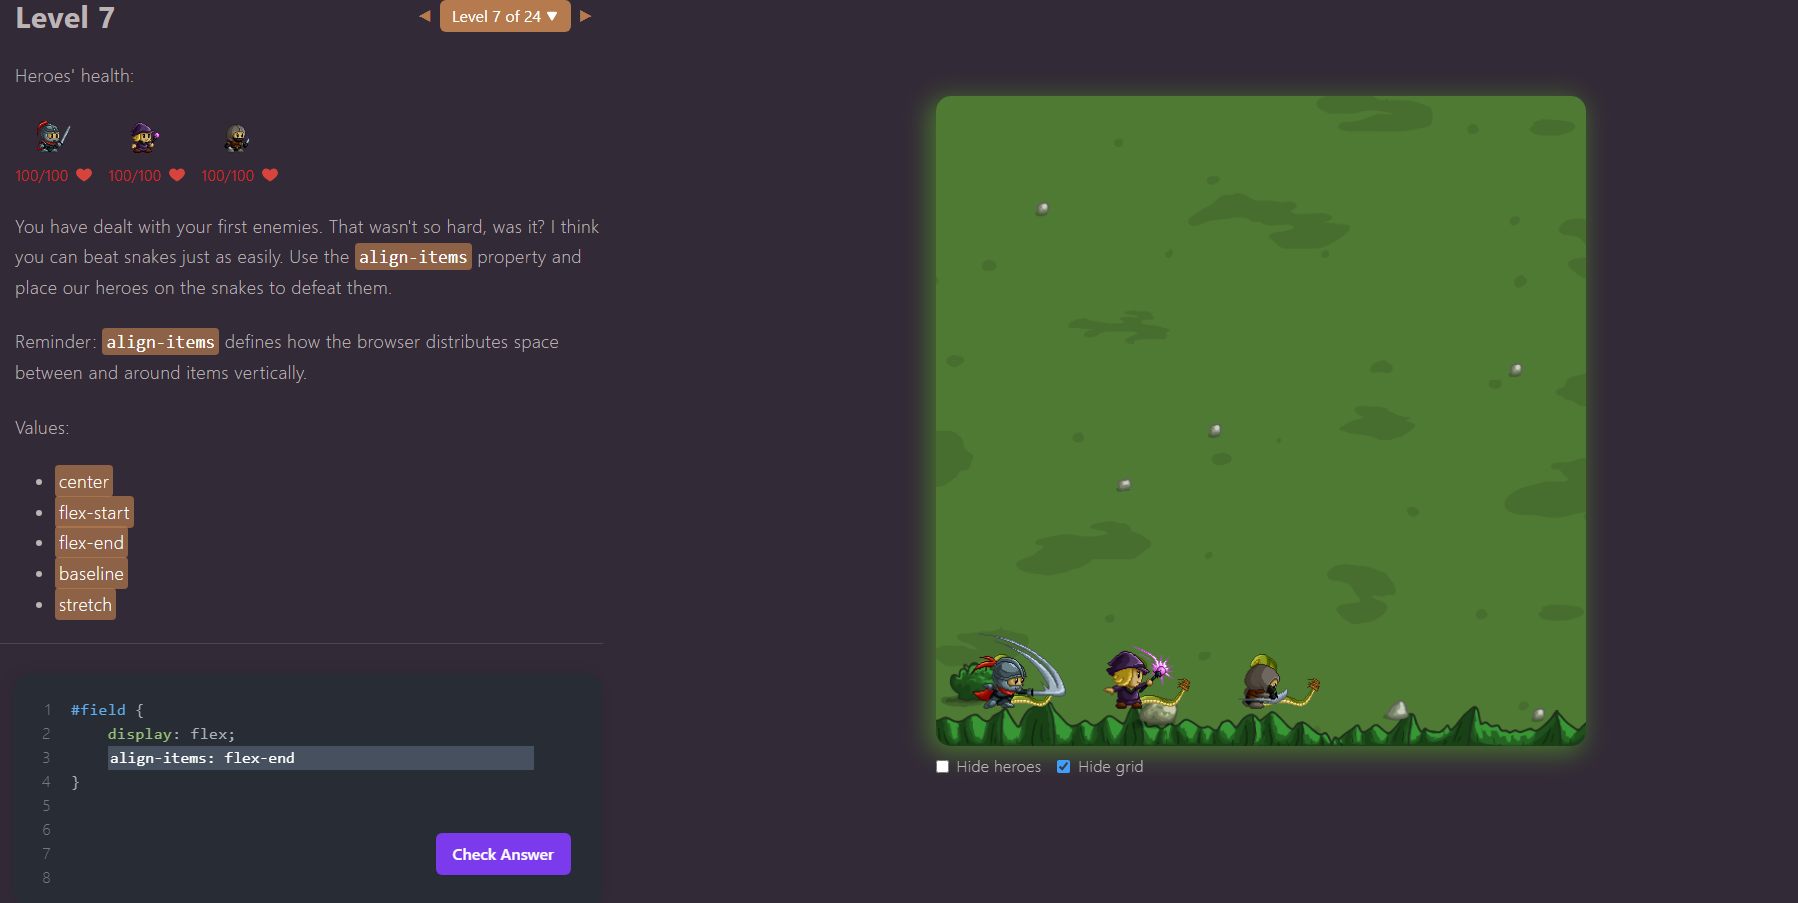 Level 7
Level 7 of 24 ▼
Heroes' health:
100/100
100/100
100/100
You have dealt with your first enemies. That wasn't so hard, was it? I think
you can beat snakes just as easily. Use the align-items property and
place our heroes on the snakes to defeat them.
Reminder: align-items defines how the browser distributes space
between and around items vertically.
Values:
center
flex-start
flex-end
baseline
stretch
1 #field {
2 display: flex;
3 align-items: flex-end
4 }
5
6
7
8
Check Answer
Hide heroes
Hide grid